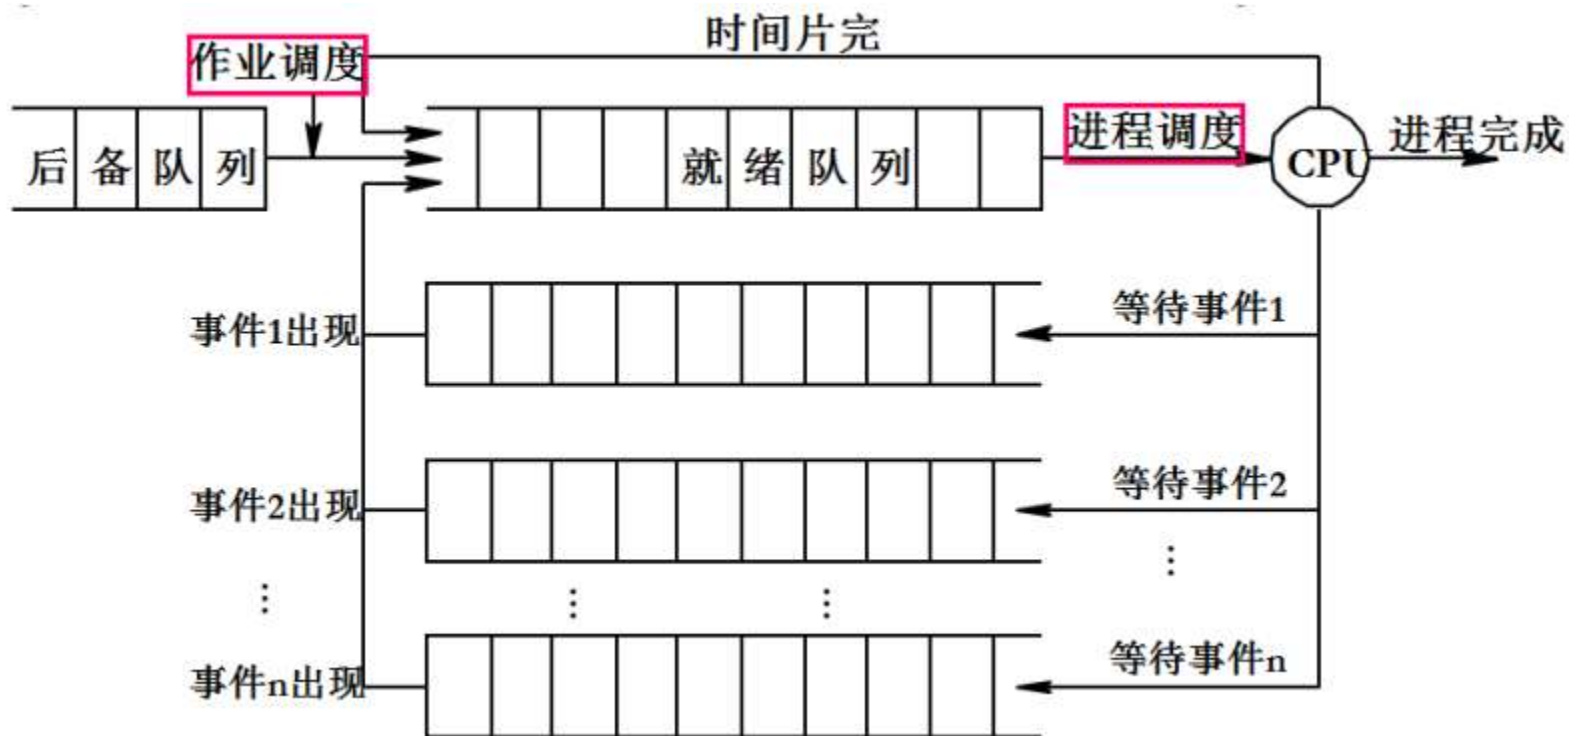 时间片完
作业调度
后备队列
就绪队列
进程调度
CPU
进程完成
事件1出现
等待事件1
事件2出现
等待事件2
⋮
⋮ ⋮ ⋮
事件n出现
等待事件n